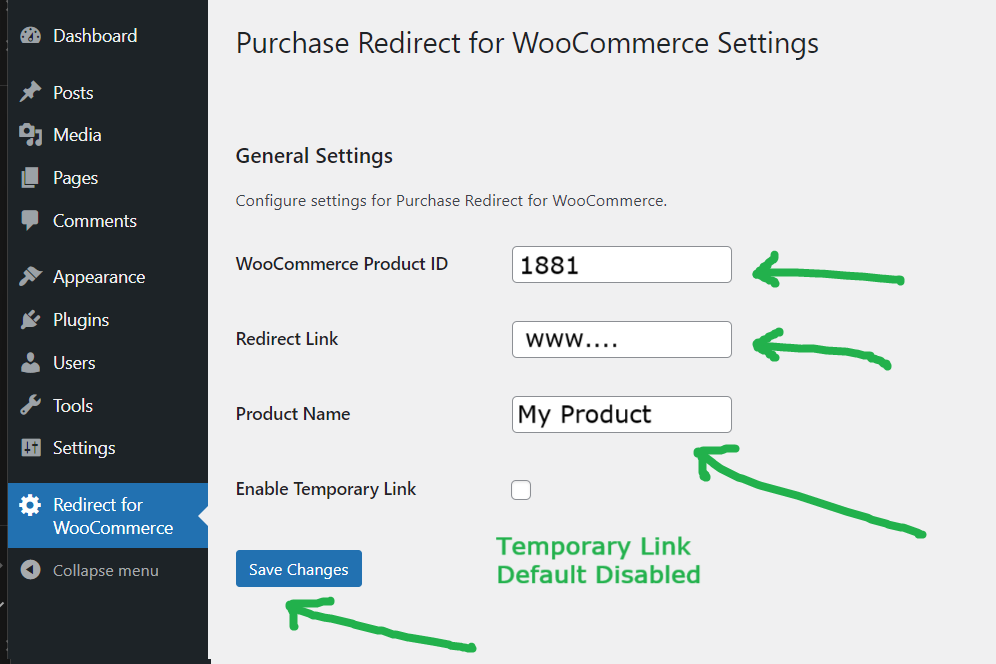 Dashboard
Posts
Media
Pages
Comments
Appearance
Plugins
Users
Tools
Settings
Redirect for
WooCommerce
Collapse menu
Purchase Redirect for WooCommerce Settings
General Settings
Configure settings for Purchase Redirect for WooCommerce.
WooCommerce Product ID 1881
Redirect Link www....
Product Name My Product
Enable Temporary Link
Save Changes
Temporary Link
Default Disabled